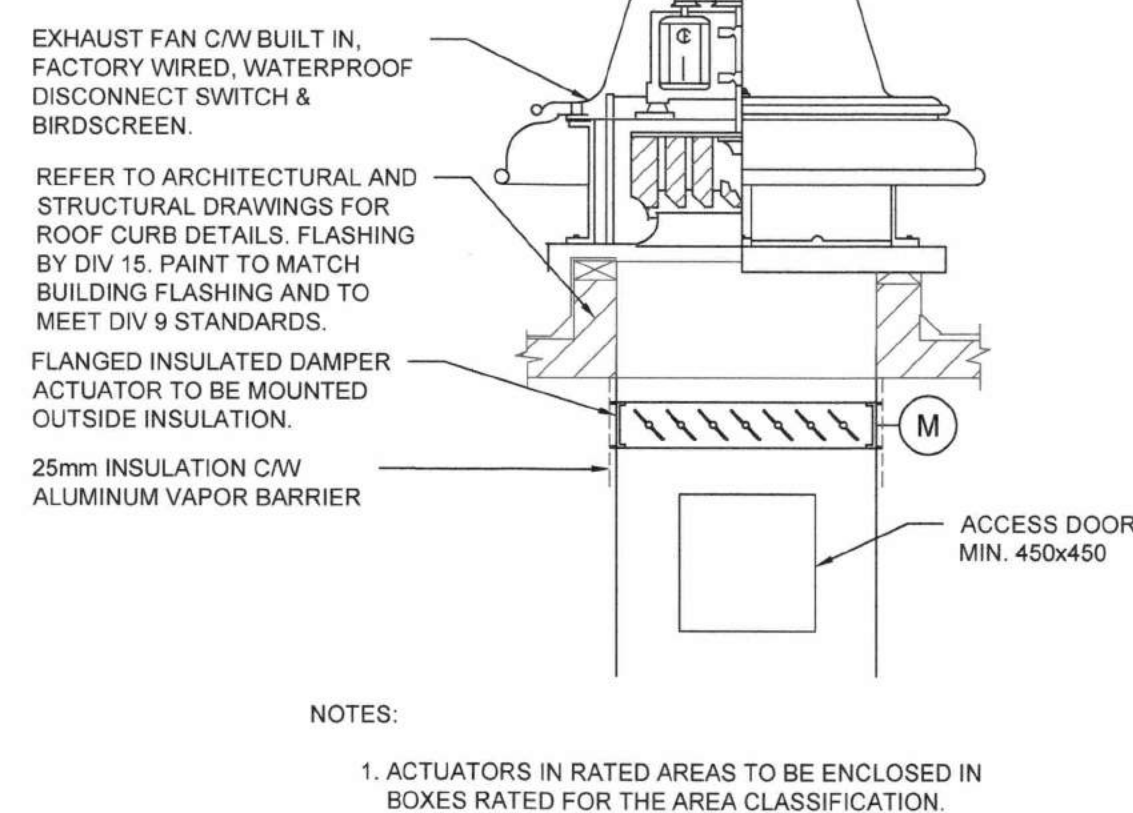 EXHAUST FAN C/W BUILT IN,
FACTORY WIRED, WATERPROOF
DISCONNECT SWITCH &
BIRDSCREEN.
REFER TO ARCHITECTURAL AND
STRUCTURAL DRAWINGS FOR
ROOF CURB DETAILS. FLASHING
BY DIV 15. PAINT TO MATCH
BUILDING FLASHING AND TO
MEET DIV 9 STANDARDS.
FLANGED INSULATED DAMPER
ACTUATOR TO BE MOUNTED
OUTSIDE INSULATION.
M
25mm INSULATION C/W
ALUMINUM VAPOR BARRIER
ACCESS DOOR
MIN. 450x450
NOTES:
1. ACTUATORS IN RATED AREAS TO BE ENCLOSED IN
BOXES RATED FOR THE AREA CLASSIFICATION.